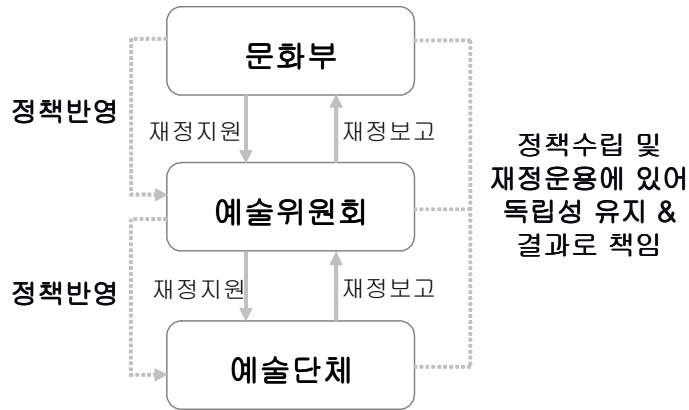 문화부
정책반영
재정지원
재정보고
정책수립 및
재정운용에 있어
독립성 유지 &
결과로 책임
예술위원회
정책반영
재정지원
재정보고
예술단체